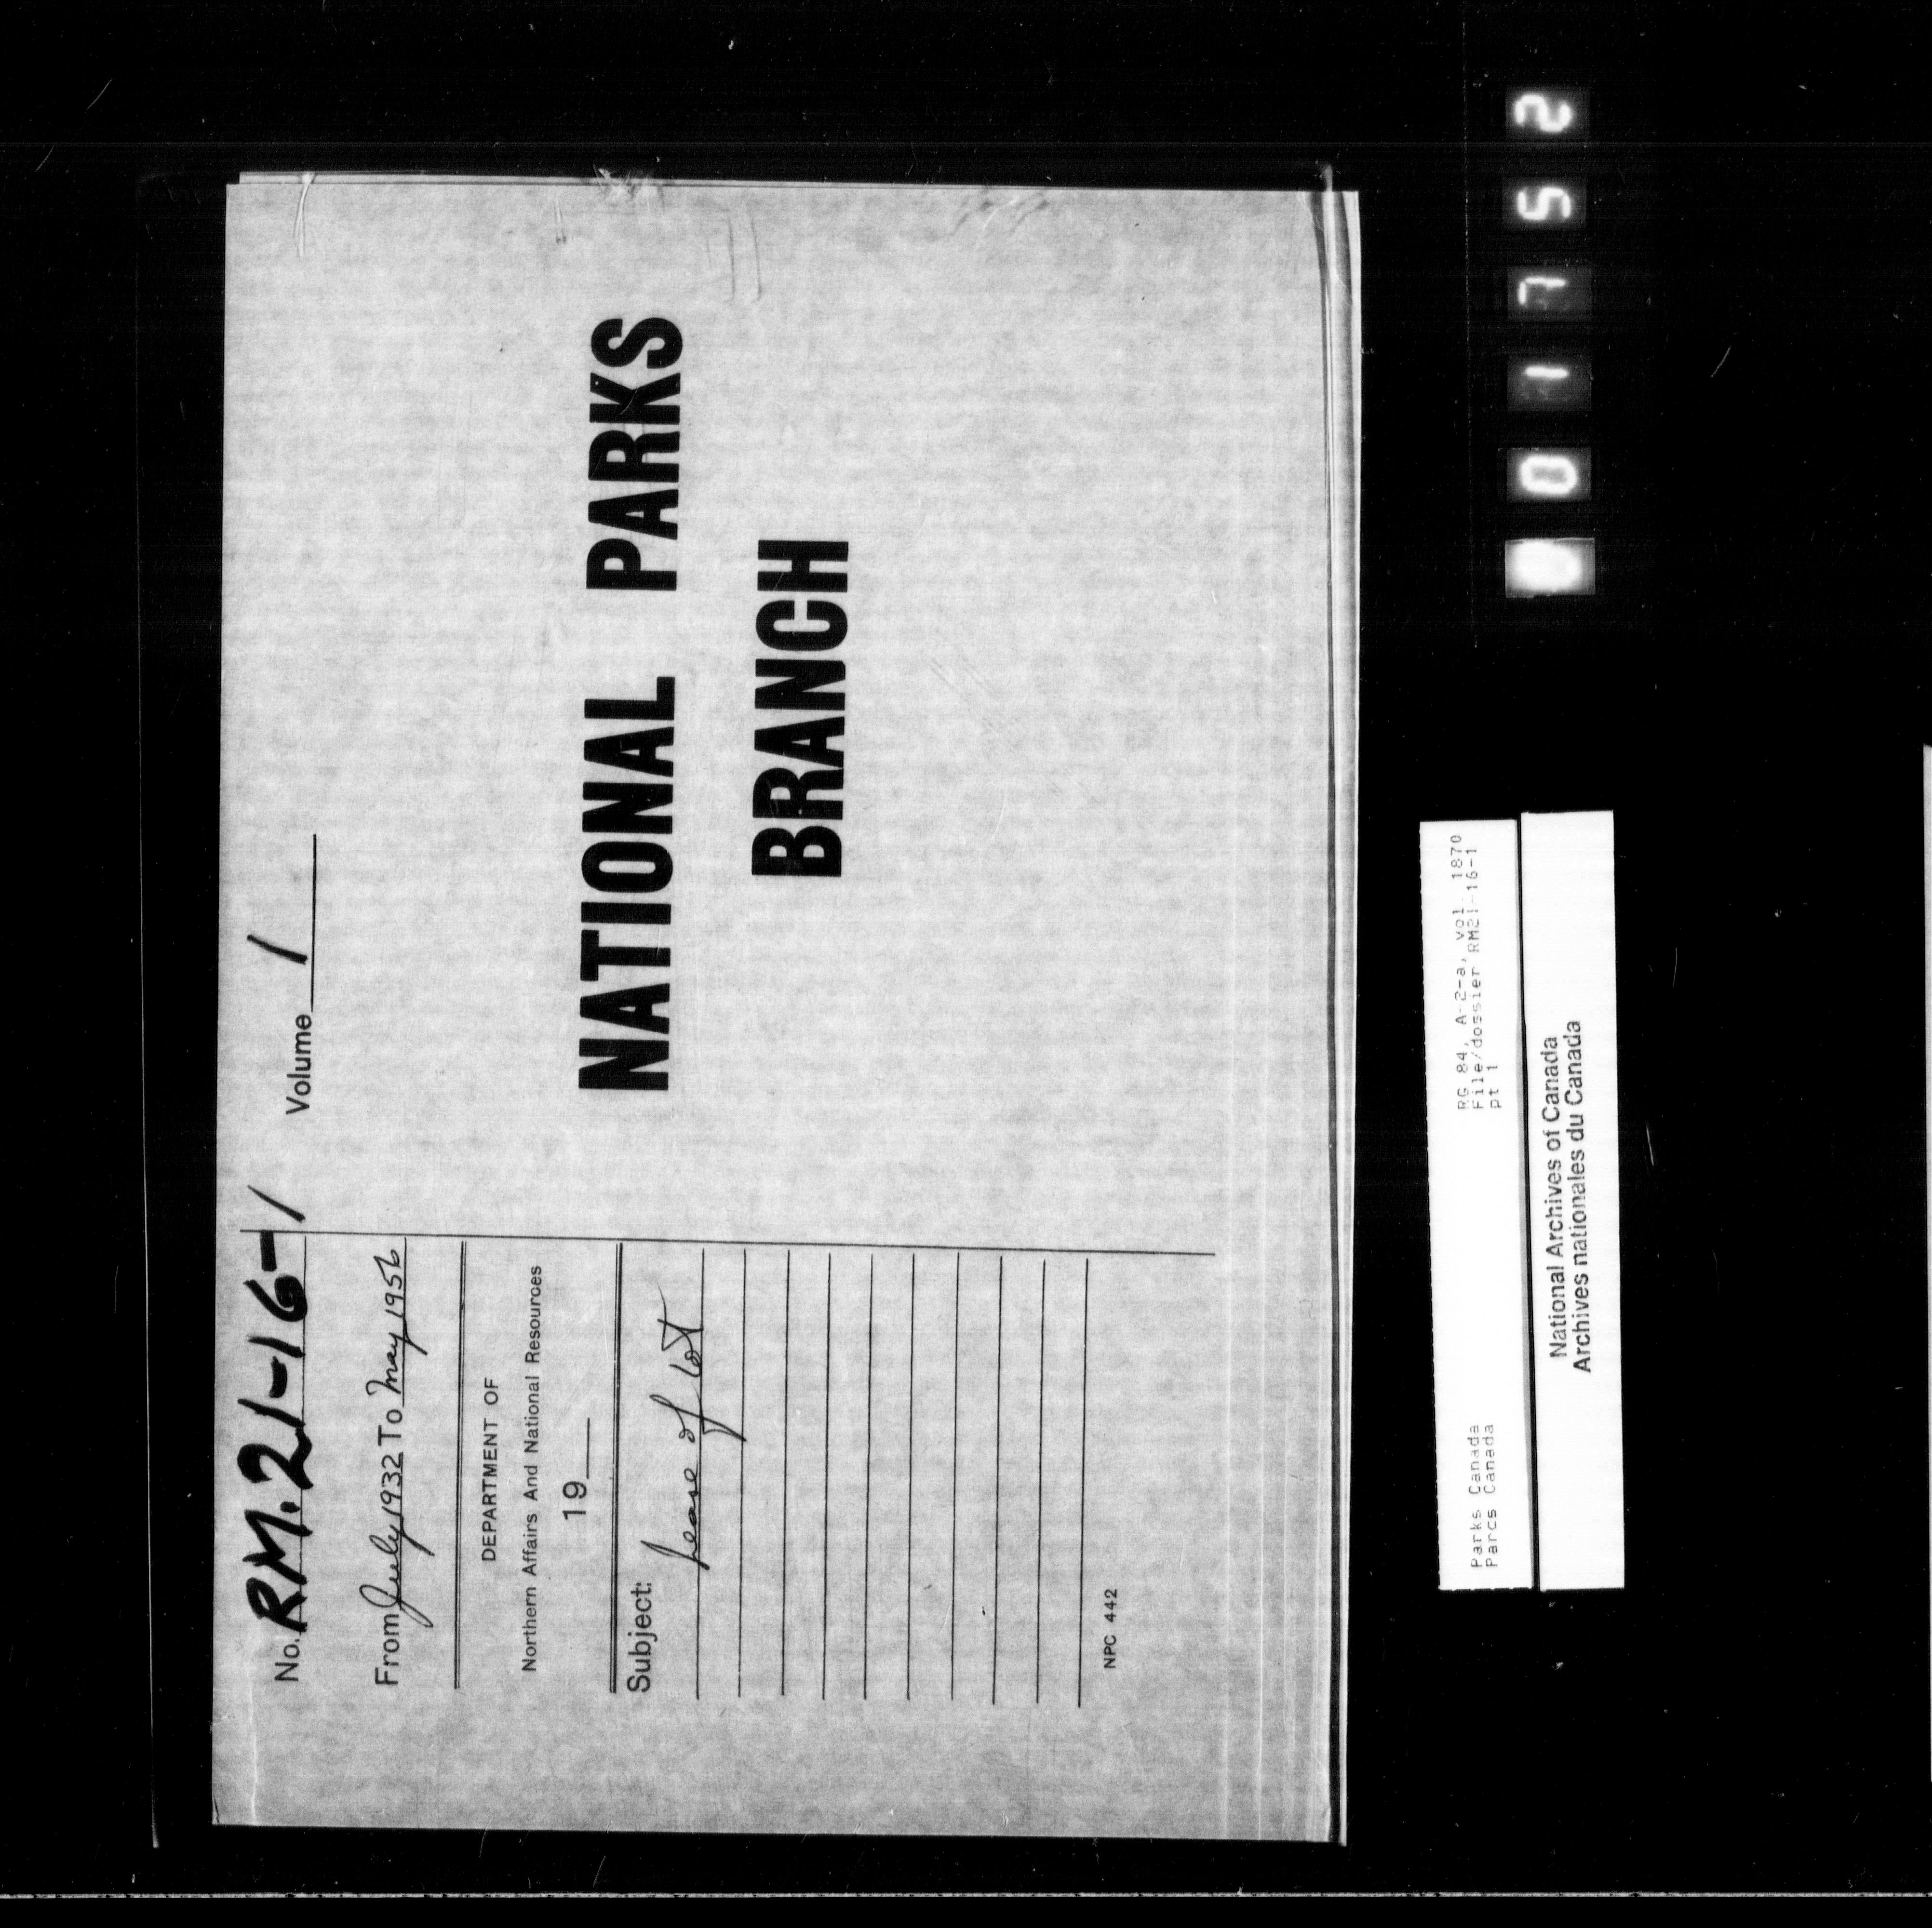 No. RM.21-16-1 Volume 1
From July 1932 To May 1956
DEPARTMENT OF
Northern Affairs And National Resources
19
Subject:
Lease of lot
NPC 442
NATIONAL PARKS
BRANCH
Parks Canada
Parcs Canada
RG 84, A-2-a, vol. 1870
File/dossier RM21-16-1
pt 1
National Archives of Canada
Archives nationales du Canada
01752